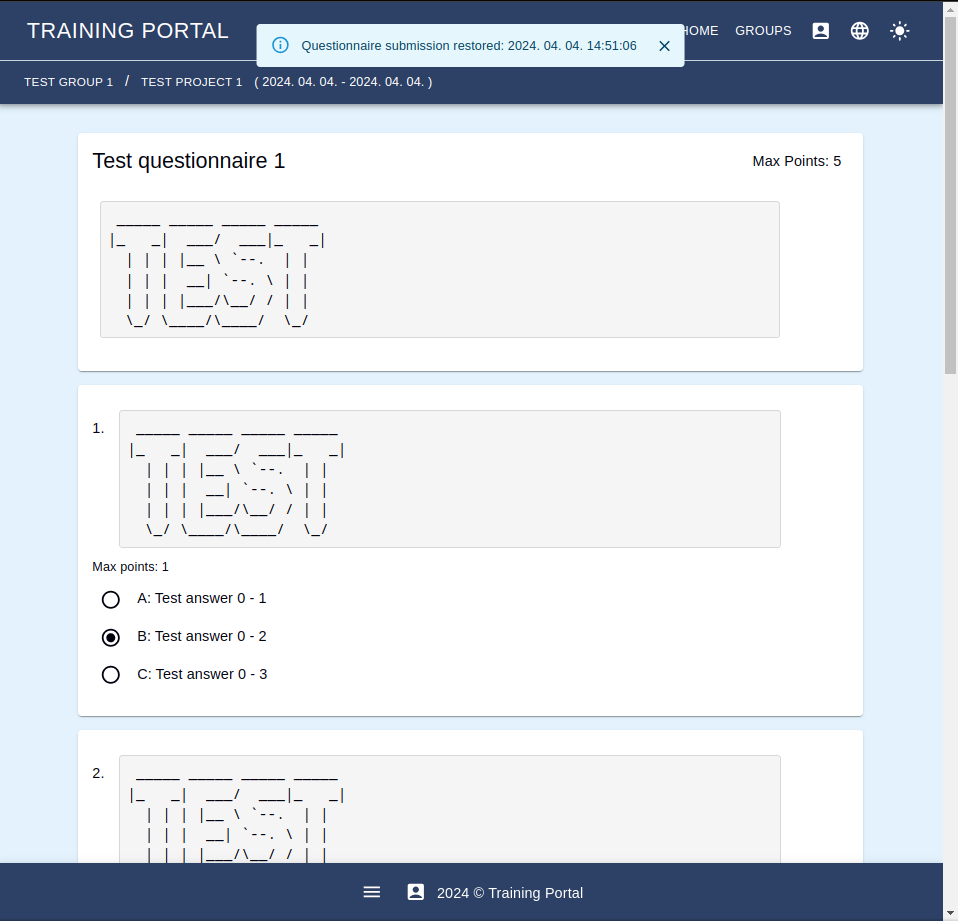 TRAINING PORTAL
Questionnaire submission restored: 2024. 04. 04. 14:51:06
HOME GROUPS
TEST GROUP 1 / TEST PROJECT 1 ( 2024. 04. 04. - 2024. 04. 04. )
Test questionnaire 1
Max Points: 5
 _____ _____ _____ _____
|_   _|  ___/  ___|_   _|
  | | | |__ \ `--.  | |
  | | |  __| `--. \ | |
  | | | |___/\__/ / | |
  \_/ \____/\____/  \_/
1.
 _____ _____ _____ _____
|_   _|  ___/  ___|_   _|
  | | | |__ \ `--.  | |
  | | |  __| `--. \ | |
  | | | |___/\__/ / | |
  \_/ \____/\____/  \_/
Max points: 1
A: Test answer 0 - 1
B: Test answer 0 - 2
C: Test answer 0 - 3
2.
 _____ _____ _____ _____
|_   _|  ___/  ___|_   _|
  | | | |__ \ `--.  | |
  | | |  __| `--. \ | |
  | | | |___/\__/ / | |
2024 © Training Portal